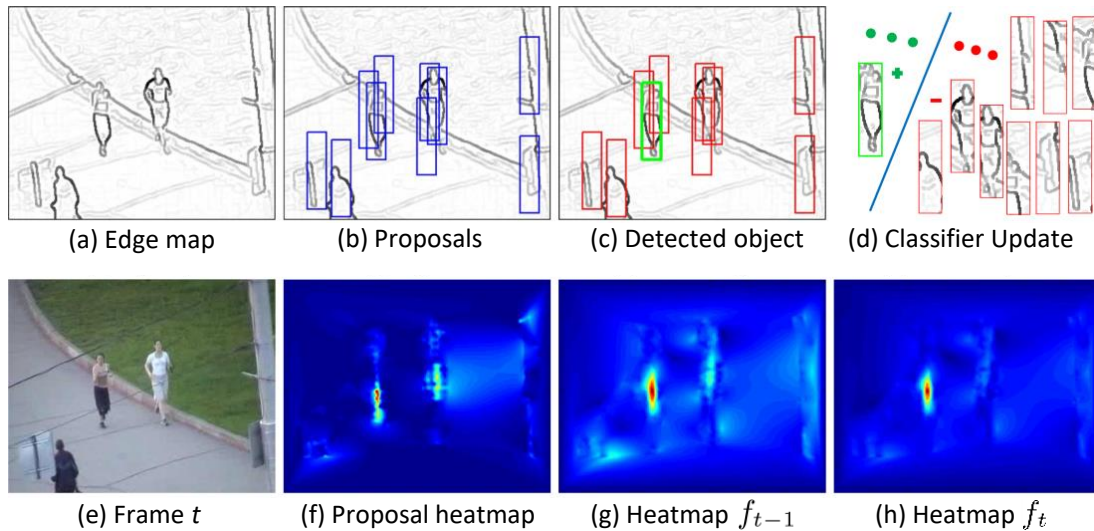 (a) Edge map
(b) Proposals
(c) Detected object
(d) Classifier Update
(e) Frame t
(f) Proposal heatmap
(g) Heatmap f_{t-1}
(h) Heatmap f_t